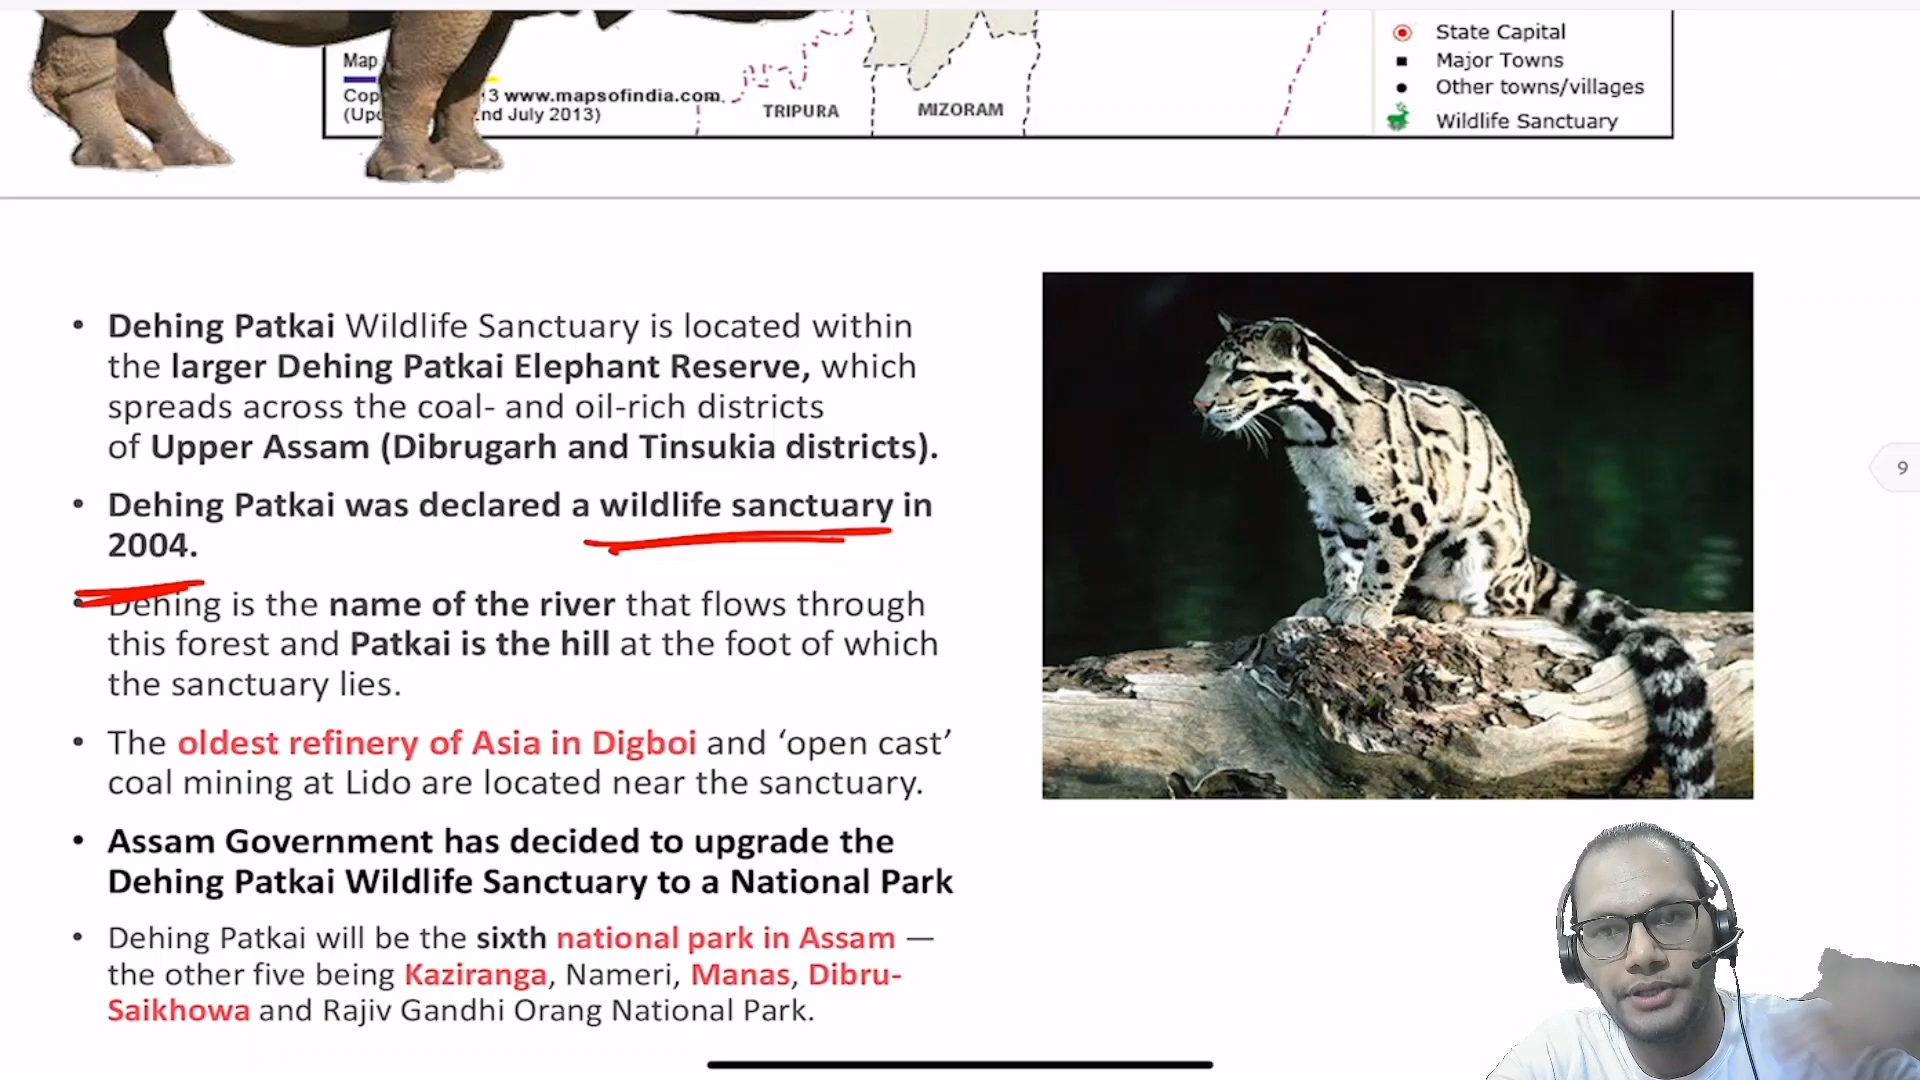 State Capital
Major Towns
Other towns/villages
Wildlife Sanctuary
Map
3 www.mapsofindia.com
nd July 2013)
TRIPURA
MIZORAM
• Dehing Patkai Wildlife Sanctuary is located within
the larger Dehing Patkai Elephant Reserve, which
spreads across the coal- and oil-rich districts
of Upper Assam (Dibrugarh and Tinsukia districts).
• Dehing Patkai was declared a wildlife sanctuary in
2004.
• Dehing is the name of the river that flows through
this forest and Patkai is the hill at the foot of which
the sanctuary lies.
• The oldest refinery of Asia in Digboi and ‘open cast’
coal mining at Lido are located near the sanctuary.
• Assam Government has decided to upgrade the
Dehing Patkai Wildlife Sanctuary to a National Park
• Dehing Patkai will be the sixth national park in Assam —
the other five being Kaziranga, Nameri, Manas, Dibru-
Saikhowa and Rajiv Gandhi Orang National Park.
9